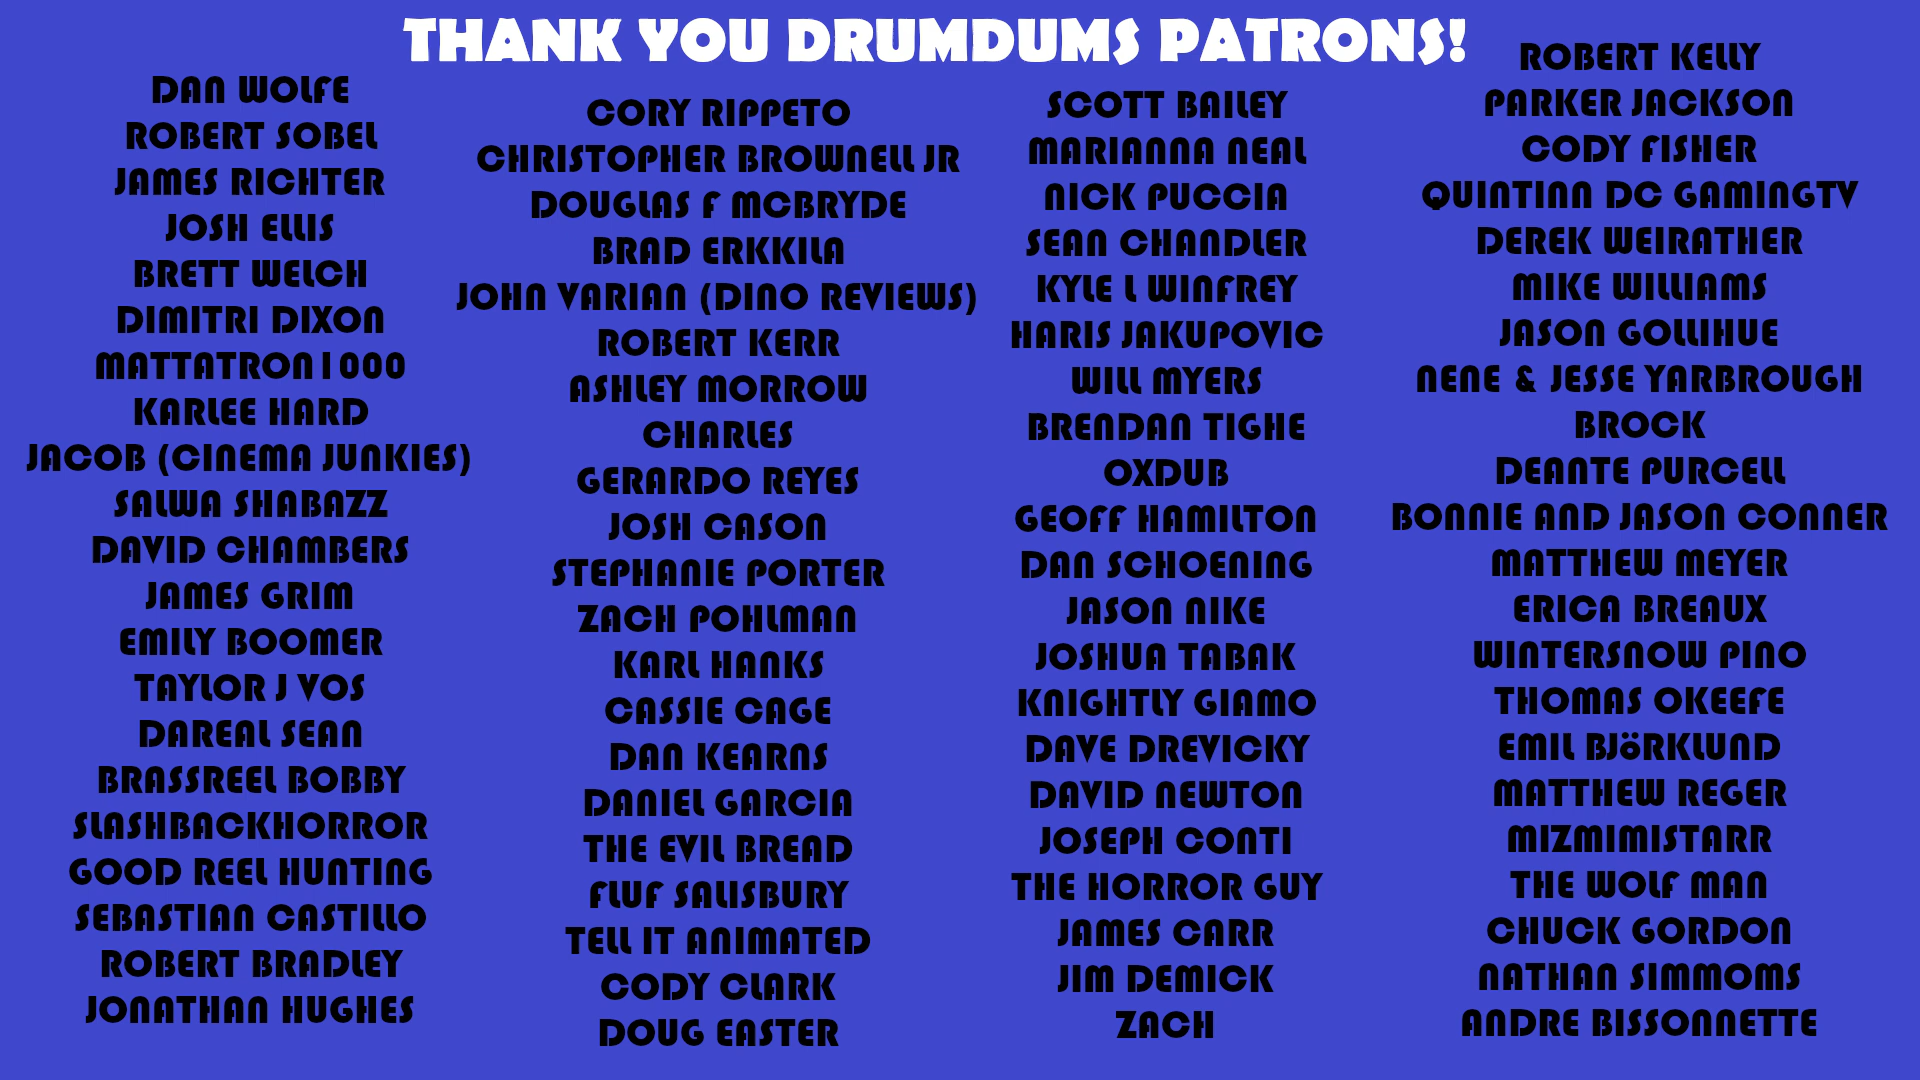 THANK YOU DRUMDUMS PATRONS!
DAN WOLFE
ROBERT SOBEL
JAMES RICHTER
JOSH ELLIS
BRETT WELCH
DIMITRI DIXON
MATTATRON1000
KARLEE HARD
JACOB (CINEMA JUNKIES)
SALWA SHABAZZ
DAVID CHAMBERS
JAMES GRIM
EMILY BOOMER
TAYLOR J VOS
DAREAL SEAN
BRASSREEL BOBBY
SLASHBACKHORROR
GOOD REEL HUNTING
SEBASTIAN CASTILLO
ROBERT BRADLEY
JONATHAN HUGHES
CORY RIPPETO
CHRISTOPHER BROWNELL JR
DOUGLAS F MCBRYDE
BRAD ERKKILA
JOHN VARIAN (DINO REVIEWS)
ROBERT KERR
ASHLEY MORROW
CHARLES
GERARDO REYES
JOSH CASON
STEPHANIE PORTER
ZACH POHLMAN
KARL HANKS
CASSIE CAGE
DAN KEARNS
DANIEL GARCIA
THE EVIL BREAD
FLUF SALISBURY
TELL IT ANIMATED
CODY CLARK
DOUG EASTER
SCOTT BAILEY
MARIANNA NEAL
NICK PUCCIA
SEAN CHANDLER
KYLE L WINFREY
HARIS JAKUPOVIC
WILL MYERS
BRENDAN TIGHE
OXDUB
GEOFF HAMILTON
DAN SCHOENING
JASON NIKE
JOSHUA TABAK
KNIGHTLY GIAMO
DAVE DREVICKY
DAVID NEWTON
JOSEPH CONTI
THE HORROR GUY
JAMES CARR
JIM DEMICK
ZACH
ROBERT KELLY
PARKER JACKSON
CODY FISHER
QUINTINN DC GAMINGTV
DEREK WEIRATHER
MIKE WILLIAMS
JASON GOLLIHUE
NENE & JESSE YARBROUGH
BROCK
DEANTE PURCELL
BONNIE AND JASON CONNER
MATTHEW MEYER
ERICA BREAUX
WINTERSNOW PINO
THOMAS OKEEFE
EMIL BJöRKLUND
MATTHEW REGER
MIZMIMISTARR
THE WOLF MAN
CHUCK GORDON
NATHAN SIMMOMS
ANDRE BISSONNETTE